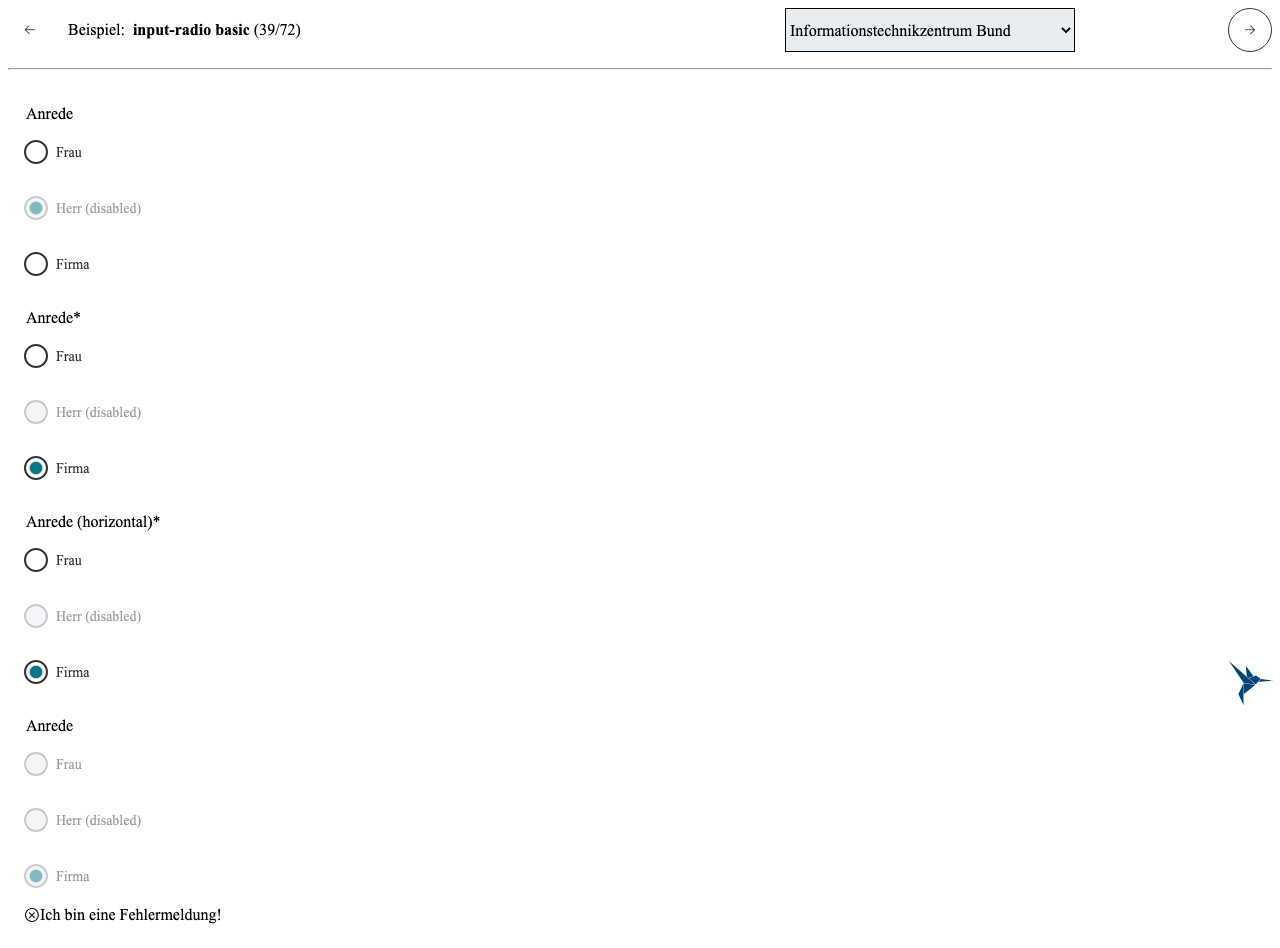 Beispiel: input-radio basic (39/72)
Informationstechnikzentrum Bund
Anrede
Frau
Herr (disabled)
Firma
Anrede*
Frau
Herr (disabled)
Firma
Anrede (horizontal)*
Frau
Herr (disabled)
Firma
Anrede
Frau
Herr (disabled)
Firma
Ich bin eine Fehlermeldung!